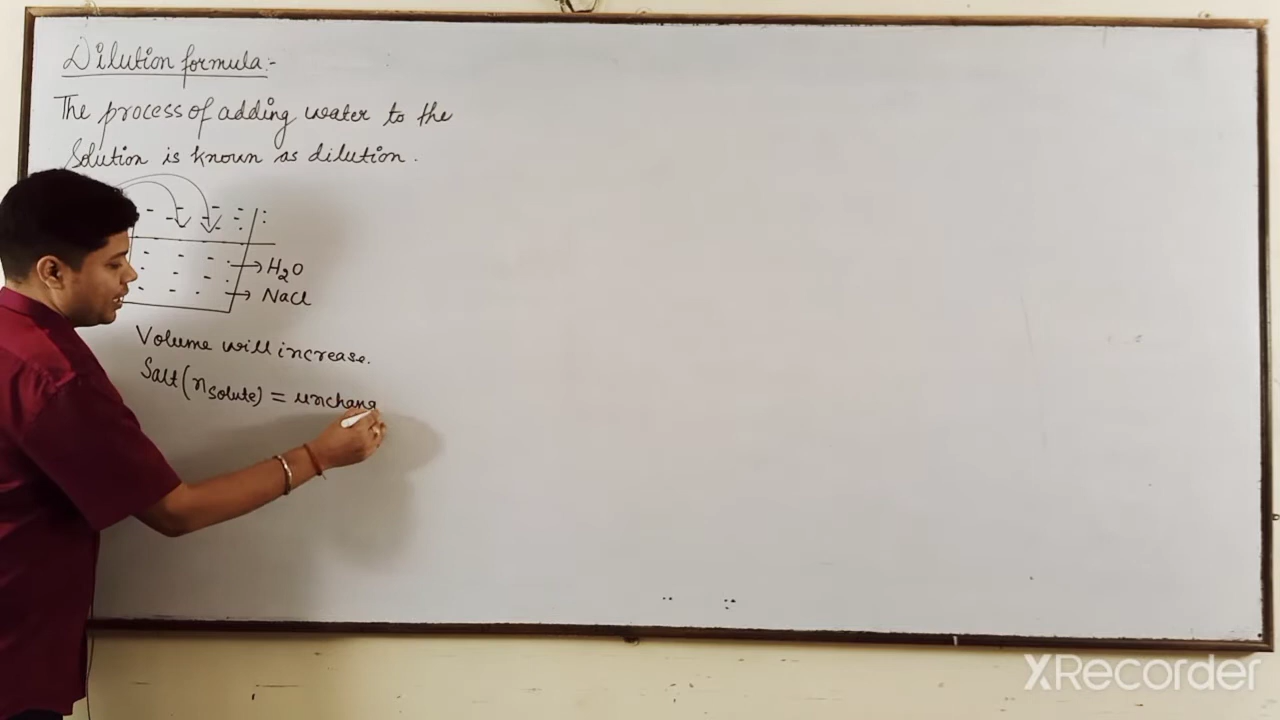 Dilution formula:-
The process of adding water to the
Solution is known as dilution.
H₂O
NaCl
Volume will increase.
Salt (n solute) = unchang
XRecorder